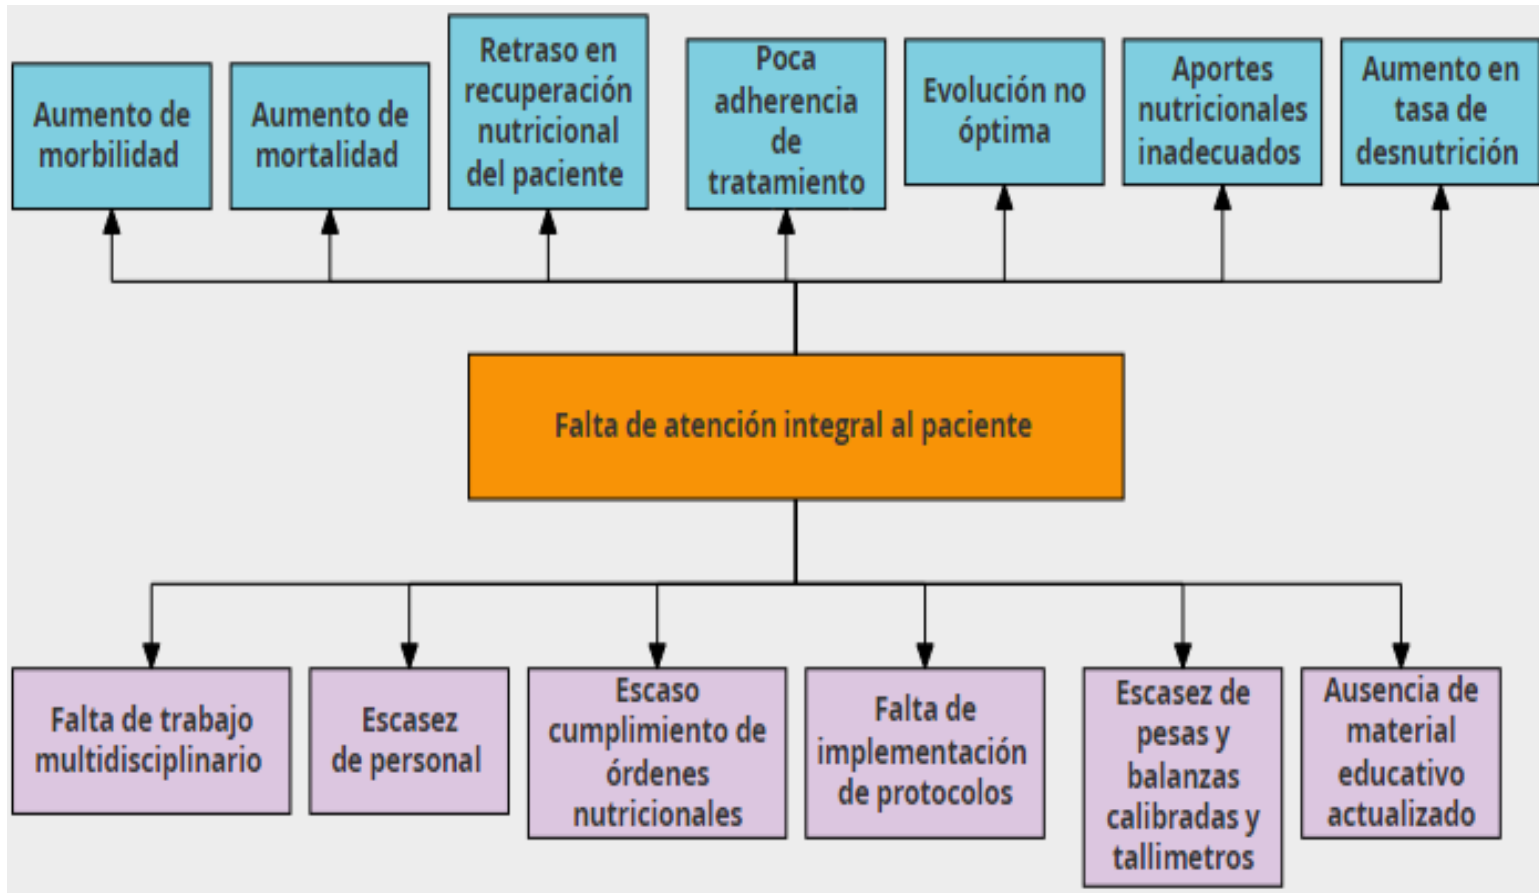 Aumento de
morbilidad
Aumento de
mortalidad
Retraso en
recuperación
nutricional
del paciente
Poca
adherencia
de
tratamiento
Evolución no
óptima
Aportes
nutricionales
inadecuados
Aumento en
tasa de
desnutrición
Falta de atención integral al paciente
Falta de trabajo
multidisciplinario
Escasez
de personal
Escaso
cumplimiento de
órdenes
nutricionales
Falta de
implementación
de protocolos
Escasez de
pesas y
balanzas
calibradas y
tallimetros
Ausencia de
material
educativo
actualizado